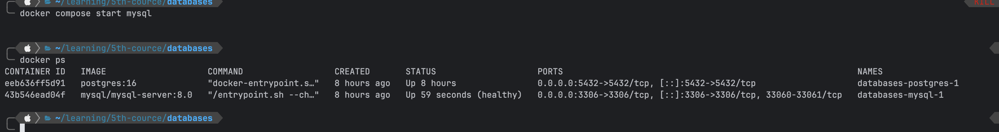 ~/learning/5th-cource/databases KILL
docker compose start mysql
~/learning/5th-cource/databases
docker ps
CONTAINER ID IMAGE COMMAND CREATED STATUS PORTS NAMES
eeb636ff5d91 postgres:16 "docker-entrypoint.s…" 8 hours ago Up 8 hours 0.0.0.0:5432->5432/tcp, [::]:5432->5432/tcp databases-postgres-1
43b546ead04f mysql/mysql-server:8.0 "/entrypoint.sh --ch…" 8 hours ago Up 59 seconds (healthy) 0.0.0.0:3306->3306/tcp, [::]:3306->3306/tcp, 33060-33061/tcp databases-mysql-1
~/learning/5th-cource/databases